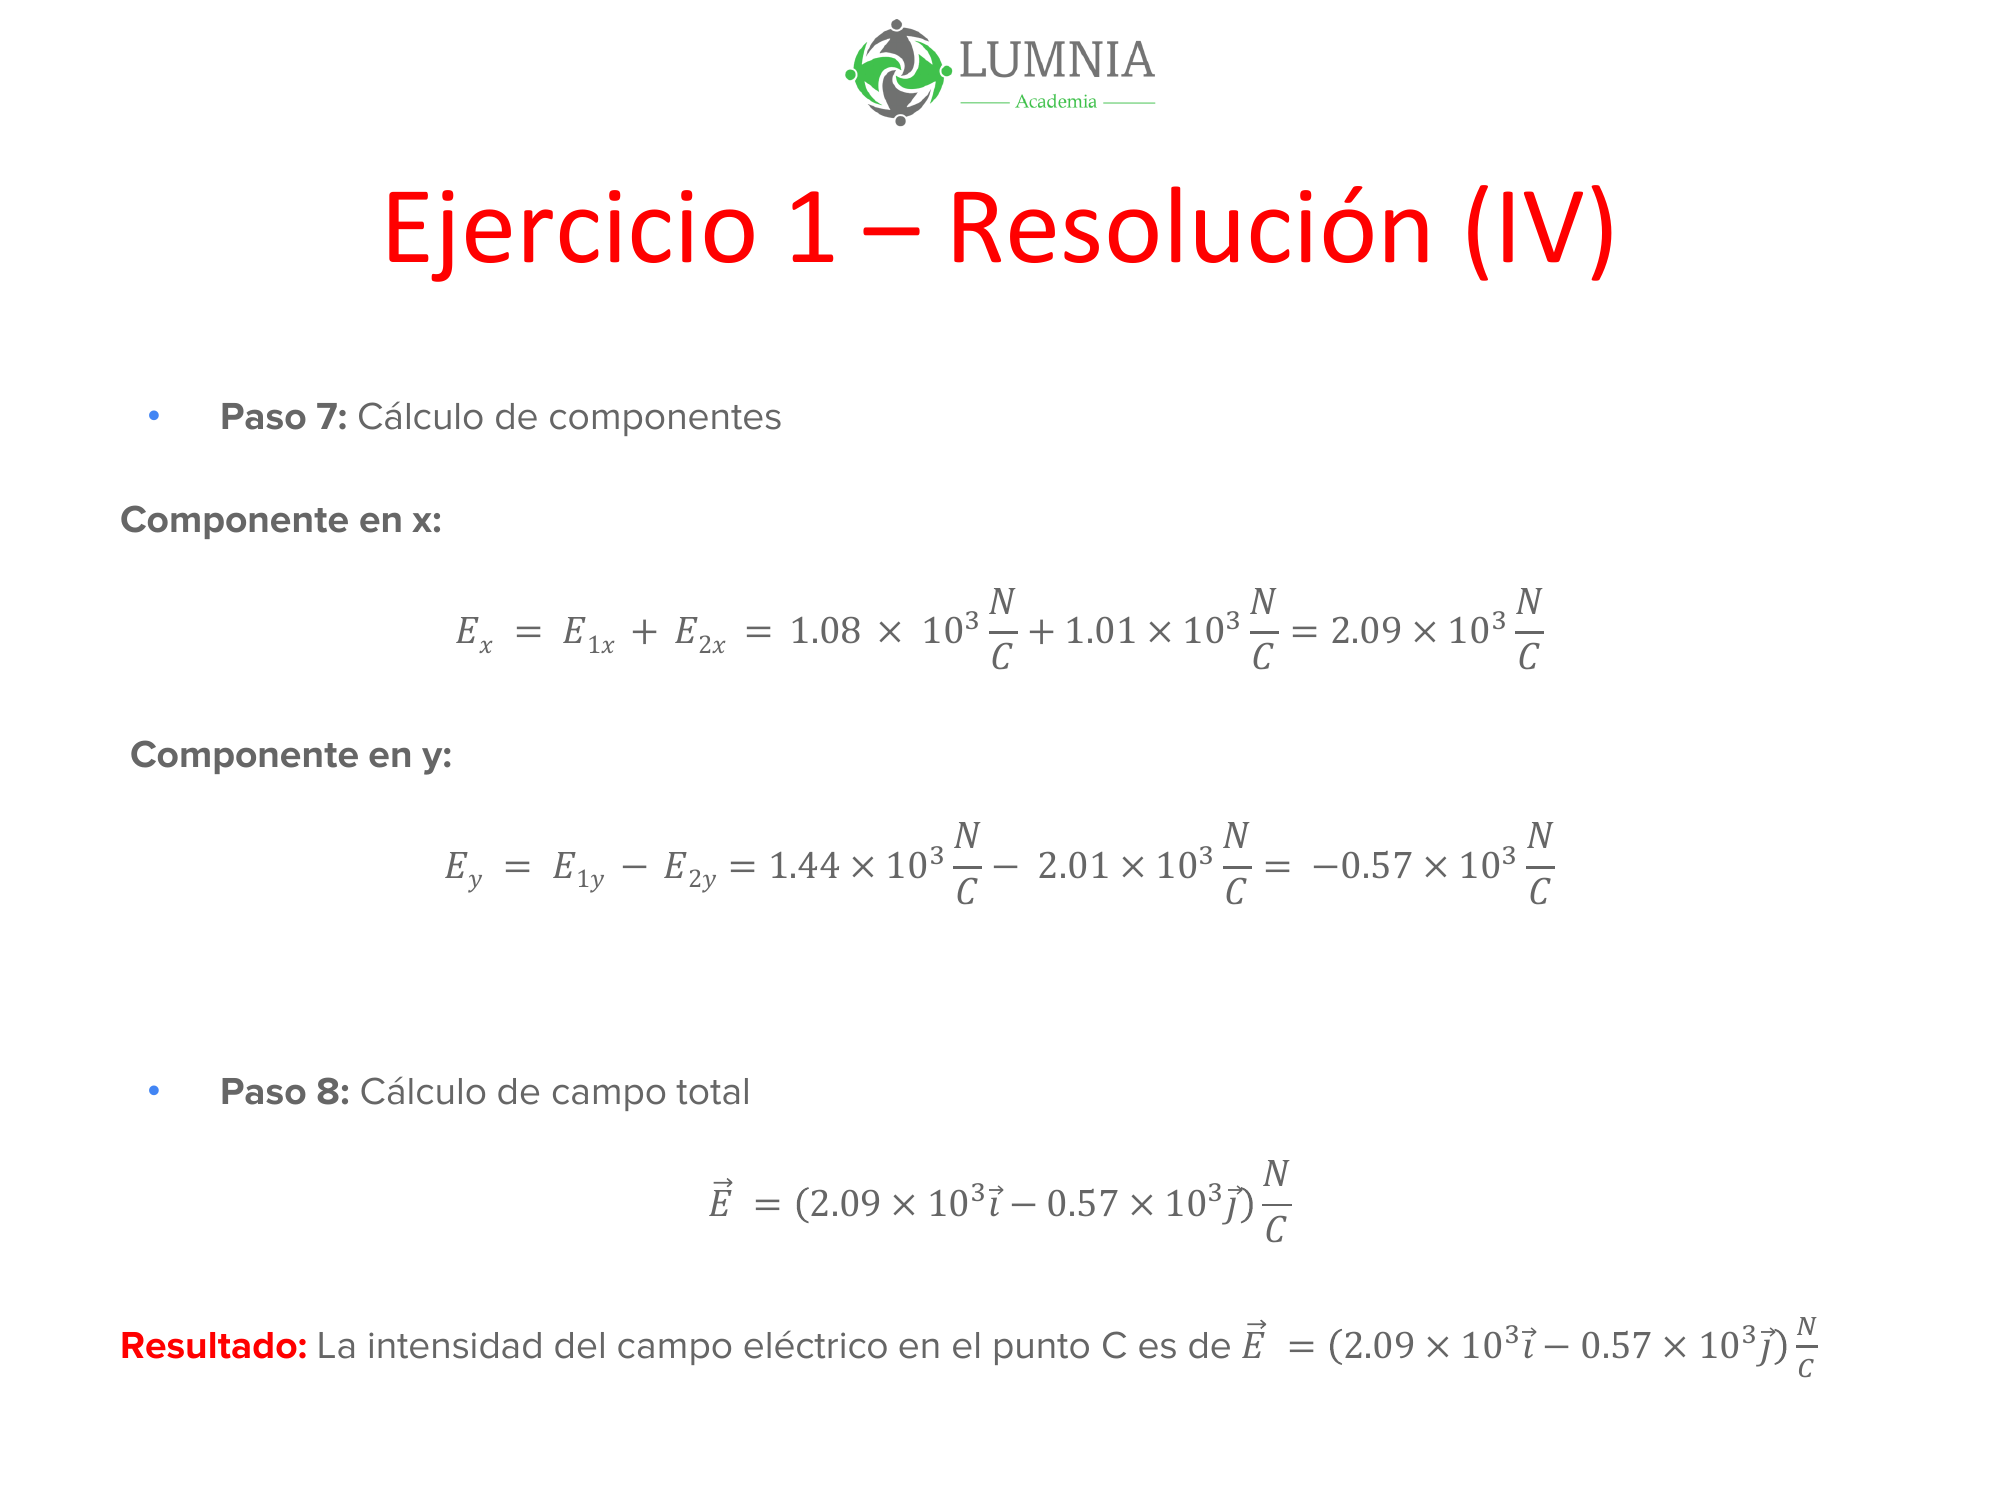 LUMNIA
Academia
Ejercicio 1 – Resolución (IV)
• Paso 7: Cálculo de componentes
Componente en x:
$E_x = E_{1x} + E_{2x} = 1.08 \times 10^3 \frac{N}{C} + 1.01 \times 10^3 \frac{N}{C} = 2.09 \times 10^3 \frac{N}{C}$
Componente en y:
$E_y = E_{1y} - E_{2y} = 1.44 \times 10^3 \frac{N}{C} - 2.01 \times 10^3 \frac{N}{C} = -0.57 \times 10^3 \frac{N}{C}$
• Paso 8: Cálculo de campo total
$\vec{E} = (2.09 \times 10^3 \vec{\imath} - 0.57 \times 10^3 \vec{\jmath}) \frac{N}{C}$
Resultado: La intensidad del campo eléctrico en el punto C es de $\vec{E} = (2.09 \times 10^3 \vec{\imath} - 0.57 \times 10^3 \vec{\jmath}) \frac{N}{C}$